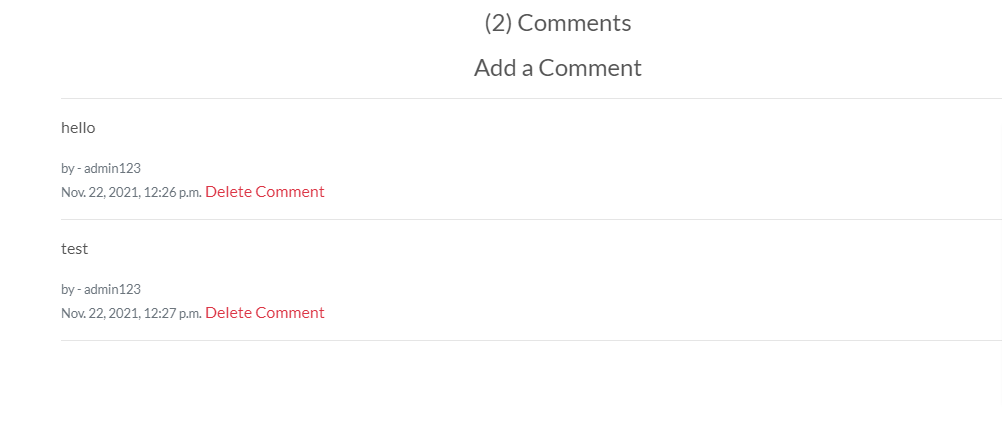 (2) Comments
Add a Comment
hello
by - admin123
Nov. 22, 2021, 12:26 p.m. Delete Comment
test
by - admin123
Nov. 22, 2021, 12:27 p.m. Delete Comment